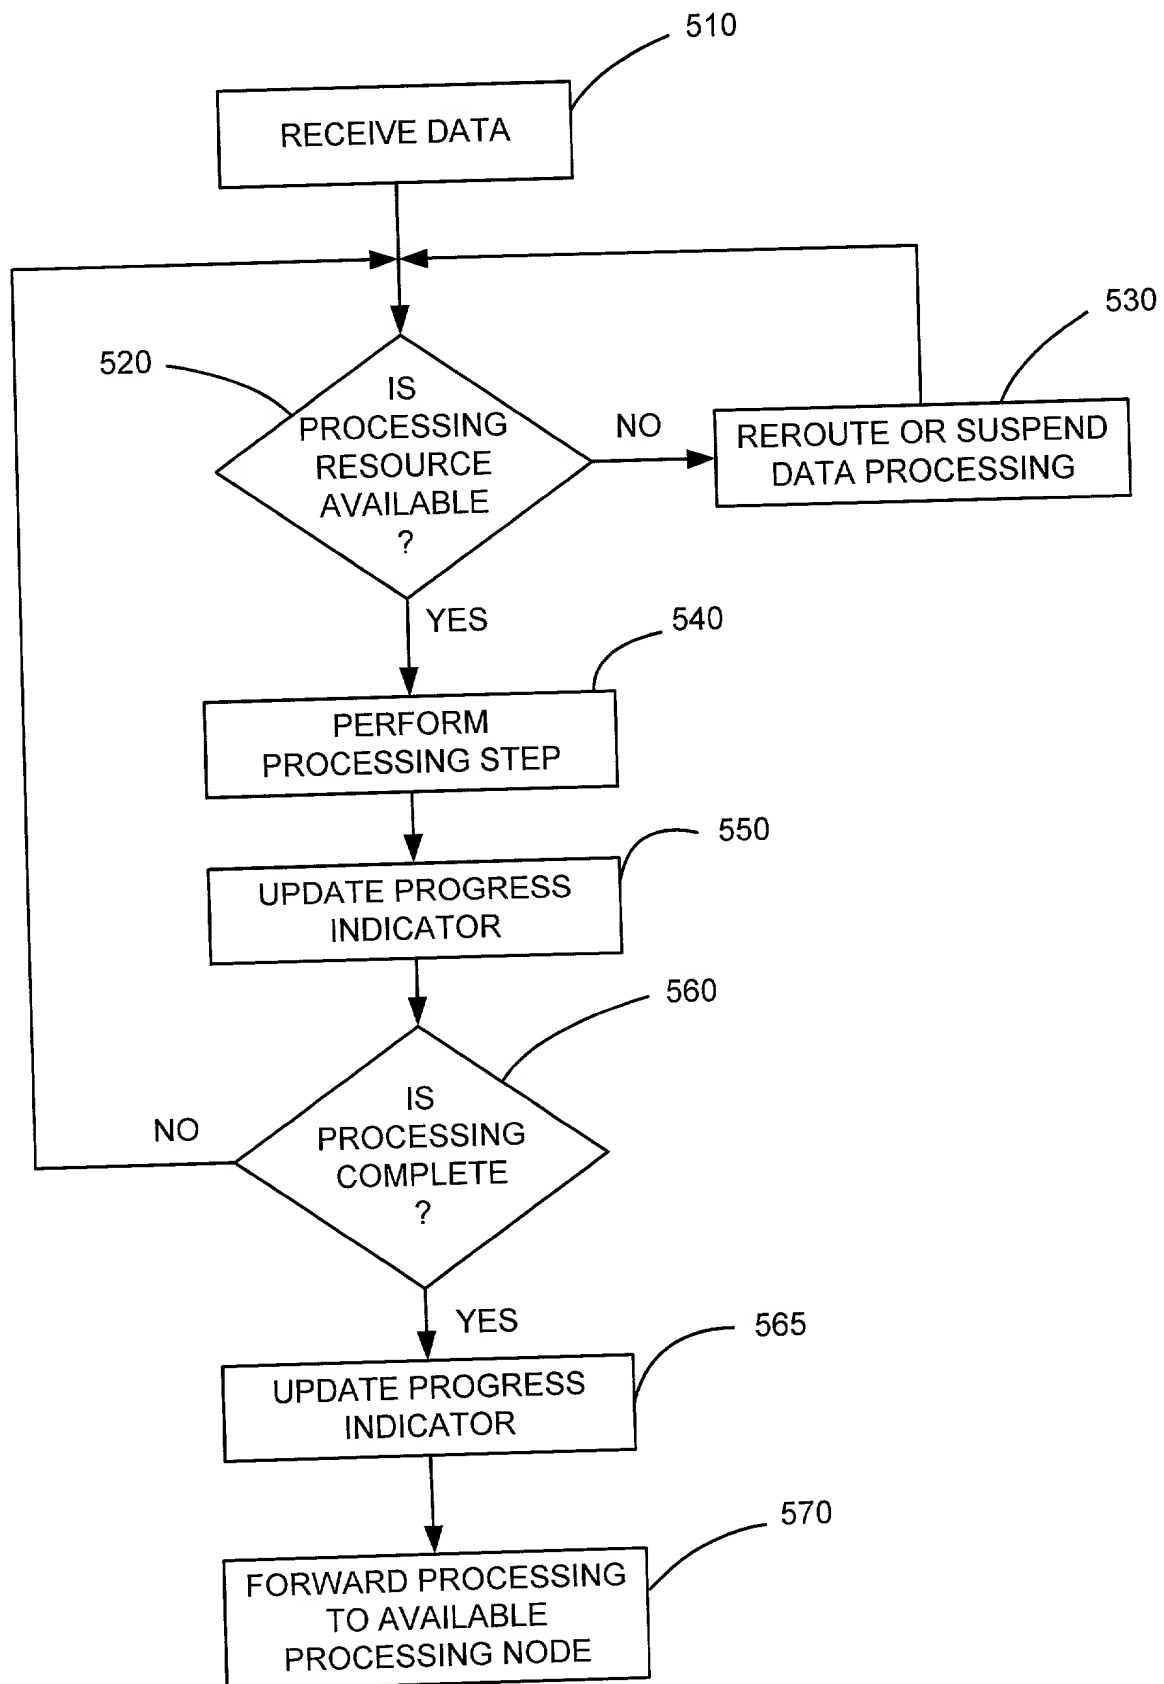 510
RECEIVE DATA
530
520
IS
PROCESSING
RESOURCE
AVAILABLE
?
NO
REROUTE OR SUSPEND
DATA PROCESSING
YES
540
PERFORM
PROCESSING STEP
550
UPDATE PROGRESS
INDICATOR
560
IS
PROCESSING
COMPLETE
?
NO
YES
565
UPDATE PROGRESS
INDICATOR
570
FORWARD PROCESSING
TO AVAILABLE
PROCESSING NODE